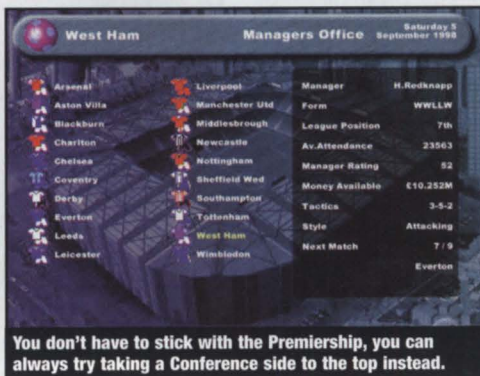 West Ham
Managers Office
Saturday 5
September 1998
Arsenal
Aston Villa
Blackburn
Charlton
Chelsea
Coventry
Derby
Everton
Leeds
Leicester
Liverpool
Manchester Utd
Middlesbrough
Newcastle
Nottingham
Sheffield Wed
Southampton
Tottenham
West Ham
Wimbledon
Manager H.Redknapp
Form WWLLW
League Position 7th
Av.Attendance 23563
Manager Rating 52
Money Available £10.252M
Tactics 3-5-2
Style Attacking
Next Match 7/9
Everton
You don't have to stick with the Premiership, you can
always try taking a Conference side to the top instead.